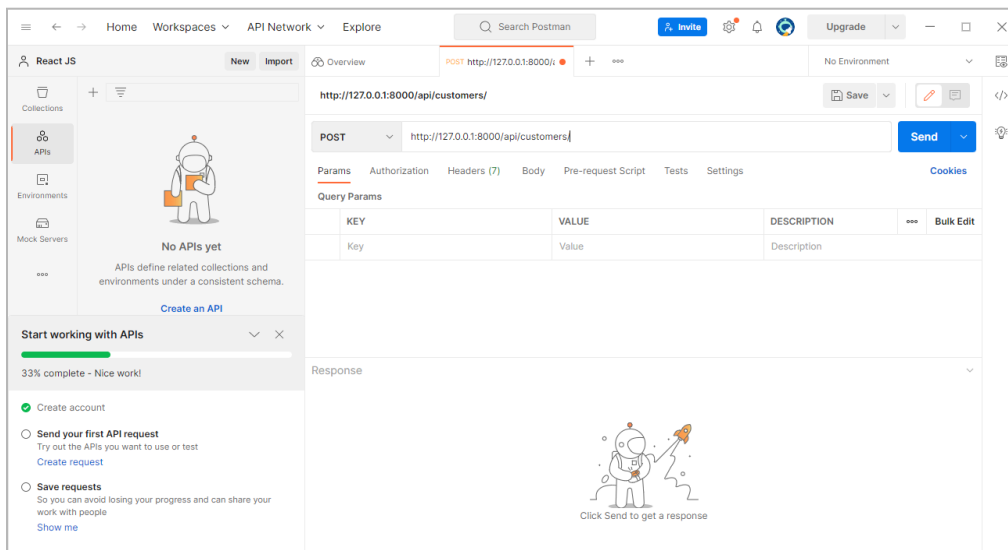 Home Workspaces API Network Explore Search Postman Invite Upgrade
React JS New Import Overview POST http://127.0.0.1:8000/a No Environment
Collections
APIs
Environments
Mock Servers
No APIs yet
APIs define related collections and
environments under a consistent schema.
Create an API
http://127.0.0.1:8000/api/customers/ Save
POST http://127.0.0.1:8000/api/customers/ Send
Params Authorization Headers (7) Body Pre-request Script Tests Settings Cookies
Query Params
KEY VALUE DESCRIPTION Bulk Edit
Key Value Description
Start working with APIs
33% complete - Nice work!
Create account
Send your first API request
Try out the APIs you want to use or test
Create request
Save requests
So you can avoid losing your progress and can share your
work with people
Show me
Response
Click Send to get a response